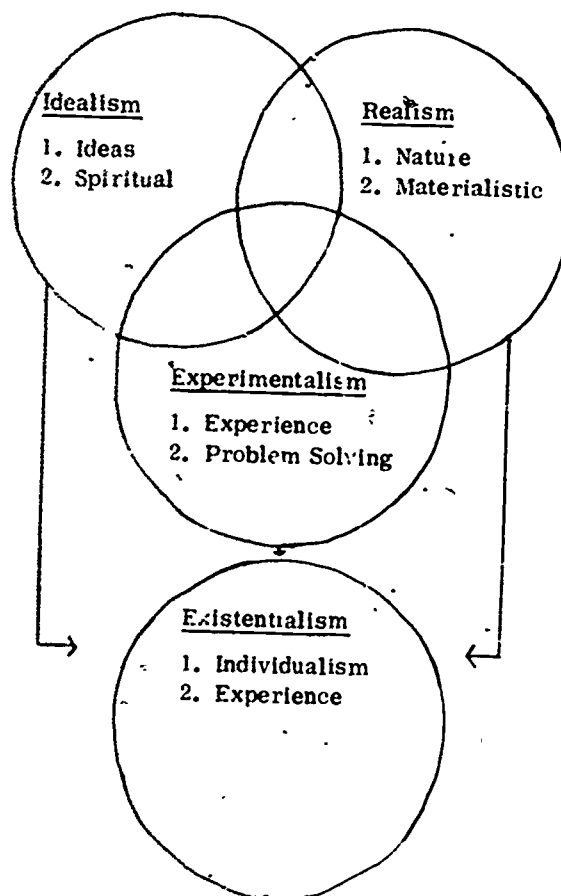 Idealism
1. Ideas
2. Spiritual
Realism
1. Nature
2. Materialistic
Experimentalism
1. Experience
2. Problem Solving
Existentialism
1. Individualism
2. Experience